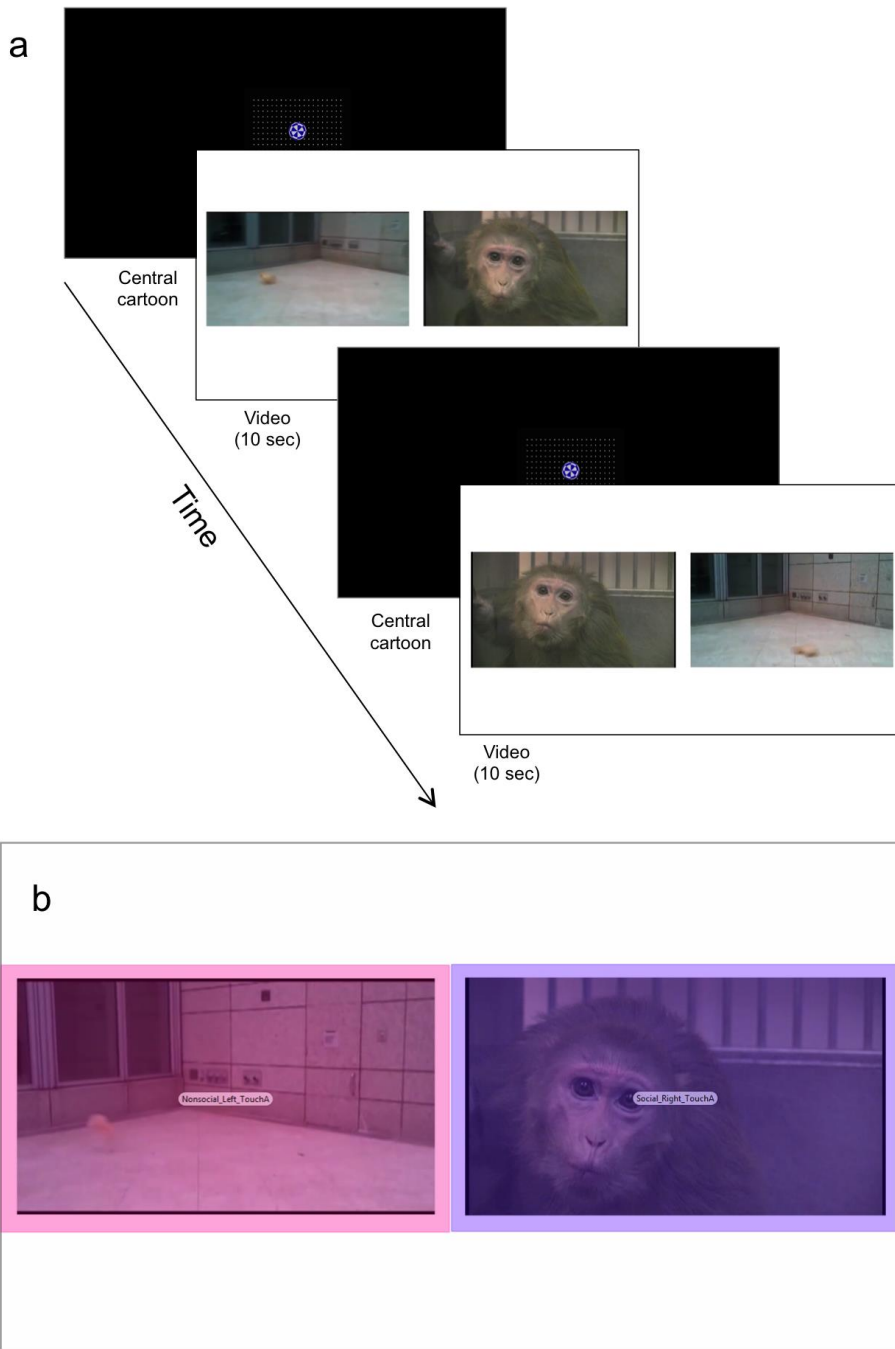 a
Central
cartoon
Video
(10 sec)
Time
Central
cartoon
Video
(10 sec)
b
Nonsocial_Left_TouchA
Social_Right_TouchA